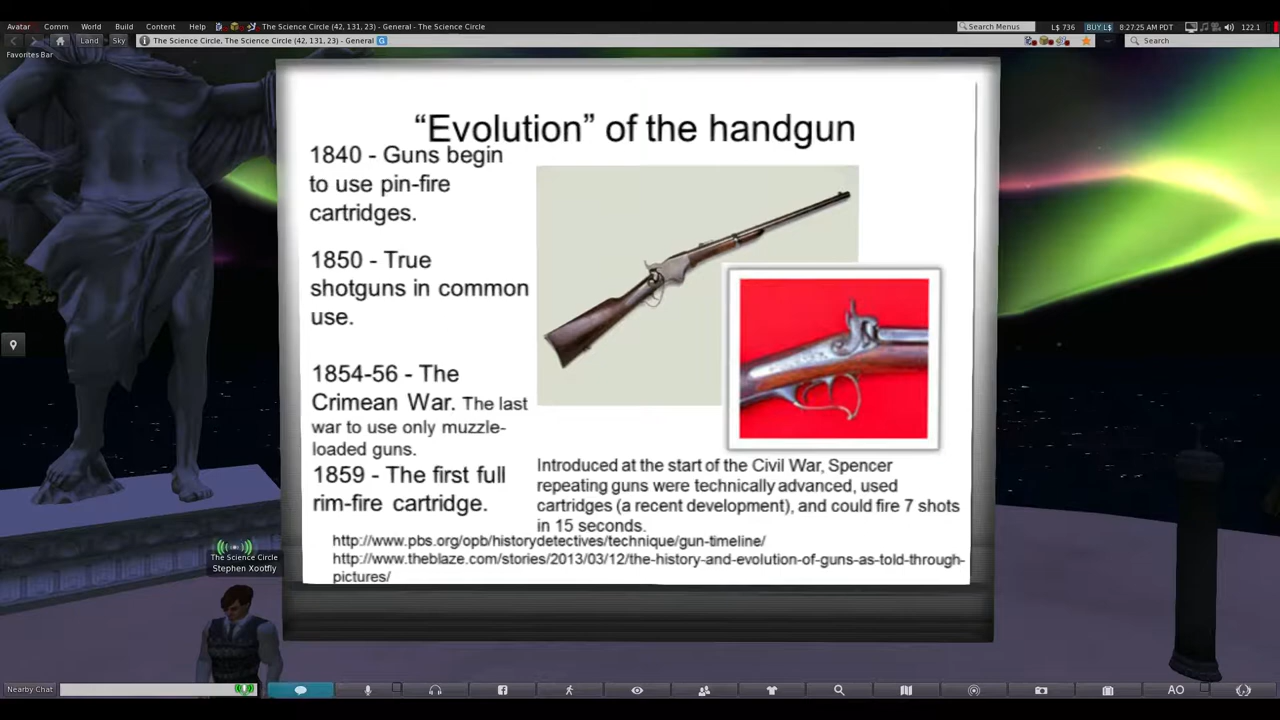 Avatar Comm World Build Content Help The Science Circle (42, 131, 23) - General - The Science Circle Search Menus L$ 736 BUY L$ 8:27:25 AM PDT 122.1
Land Sky The Science Circle, The Science Circle (42, 131, 23) - General G Search
Favorites Bar
“Evolution” of the handgun
1840 - Guns begin
to use pin-fire
cartridges.
1850 - True
shotguns in common
use.
1854-56 - The
Crimean War. The last
war to use only muzzle-
loaded guns.
1859 - The first full
rim-fire cartridge.
Introduced at the start of the Civil War, Spencer
repeating guns were technically advanced, used
cartridges (a recent development), and could fire 7 shots
in 15 seconds.
http://www.pbs.org/opb/historydetectives/technique/gun-timeline/
http://www.theblaze.com/stories/2013/03/12/the-history-and-evolution-of-guns-as-told-through-
pictures/
The Science Circle
Stephen Xootfly
Nearby Chat AO